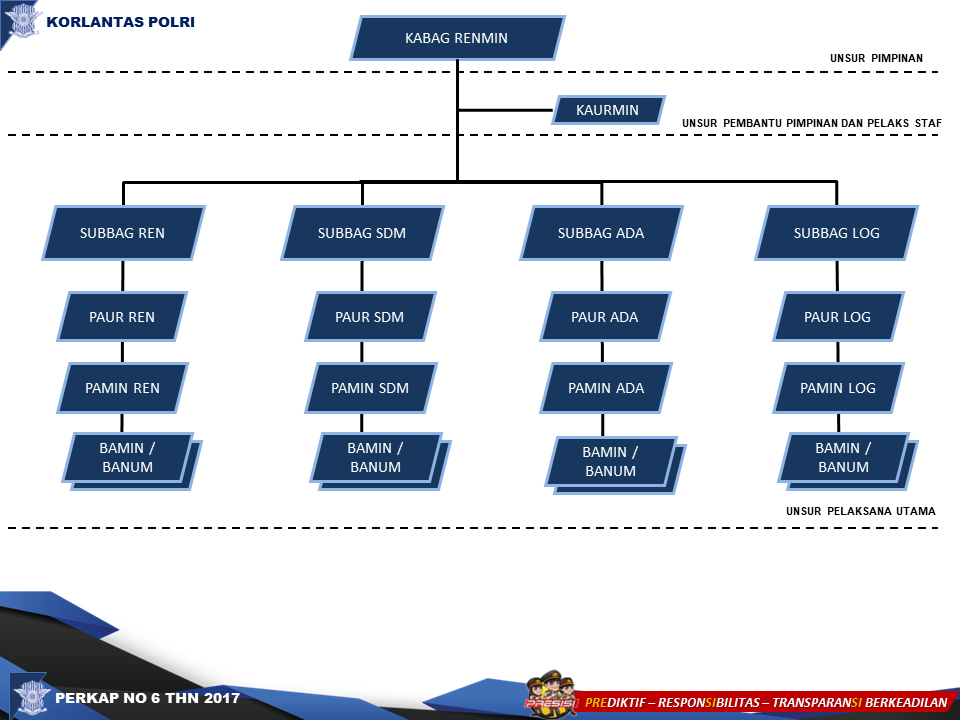 KORLANTAS POLRI
KABAG RENMIN
UNSUR PIMPINAN
KAURMIN
UNSUR PEMBANTU PIMPINAN DAN PELAKS STAF
SUBBAG REN
SUBBAG SDM
SUBBAG ADA
SUBBAG LOG
PAUR REN
PAUR SDM
PAUR ADA
PAUR LOG
PAMIN REN
PAMIN SDM
PAMIN ADA
PAMIN LOG
BAMIN /
BANUM
BAMIN /
BANUM
BAMIN /
BANUM
BAMIN /
BANUM
UNSUR PELAKSANA UTAMA
PERKAP NO 6 THN 2017
PRESISI
PREDIKTIF – RESPONSIBILITAS – TRANSPARANSI BERKEADILAN